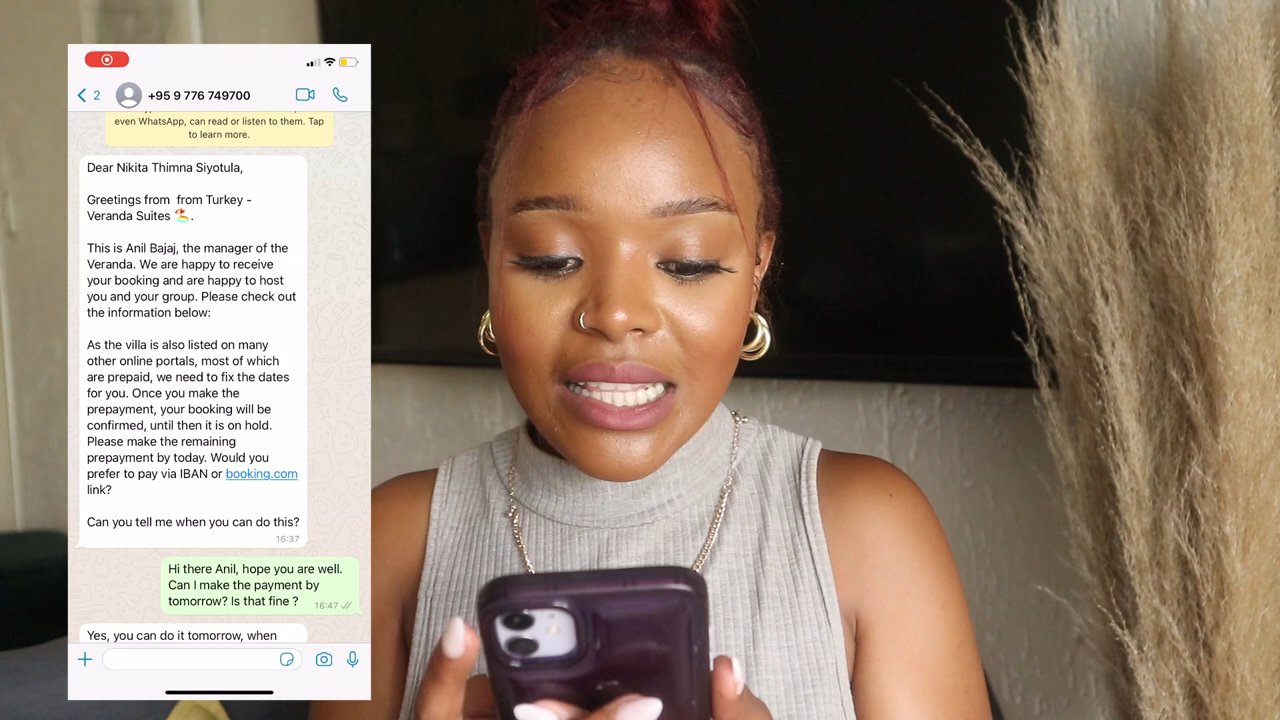 2
+95 9 776 749700
even WhatsApp, can read or listen to them. Tap
to learn more.
Dear Nikita Thimna Siyotula,
Greetings from  from Turkey -
Veranda Suites 🏖️.
This is Anil Bajaj, the manager of the
Veranda. We are happy to receive
your booking and are happy to host
you and your group. Please check out
the information below:
As the villa is also listed on many
other online portals, most of which
are prepaid, we need to fix the dates
for you. Once you make the
prepayment, your booking will be
confirmed, until then it is on hold.
Please make the remaining
prepayment by today. Would you
prefer to pay via IBAN or booking.com
link?
Can you tell me when you can do this?
16:37
Hi there Anil, hope you are well.
Can I make the payment by
tomorrow? Is that fine ?
16:47
Yes, you can do it tomorrow, when